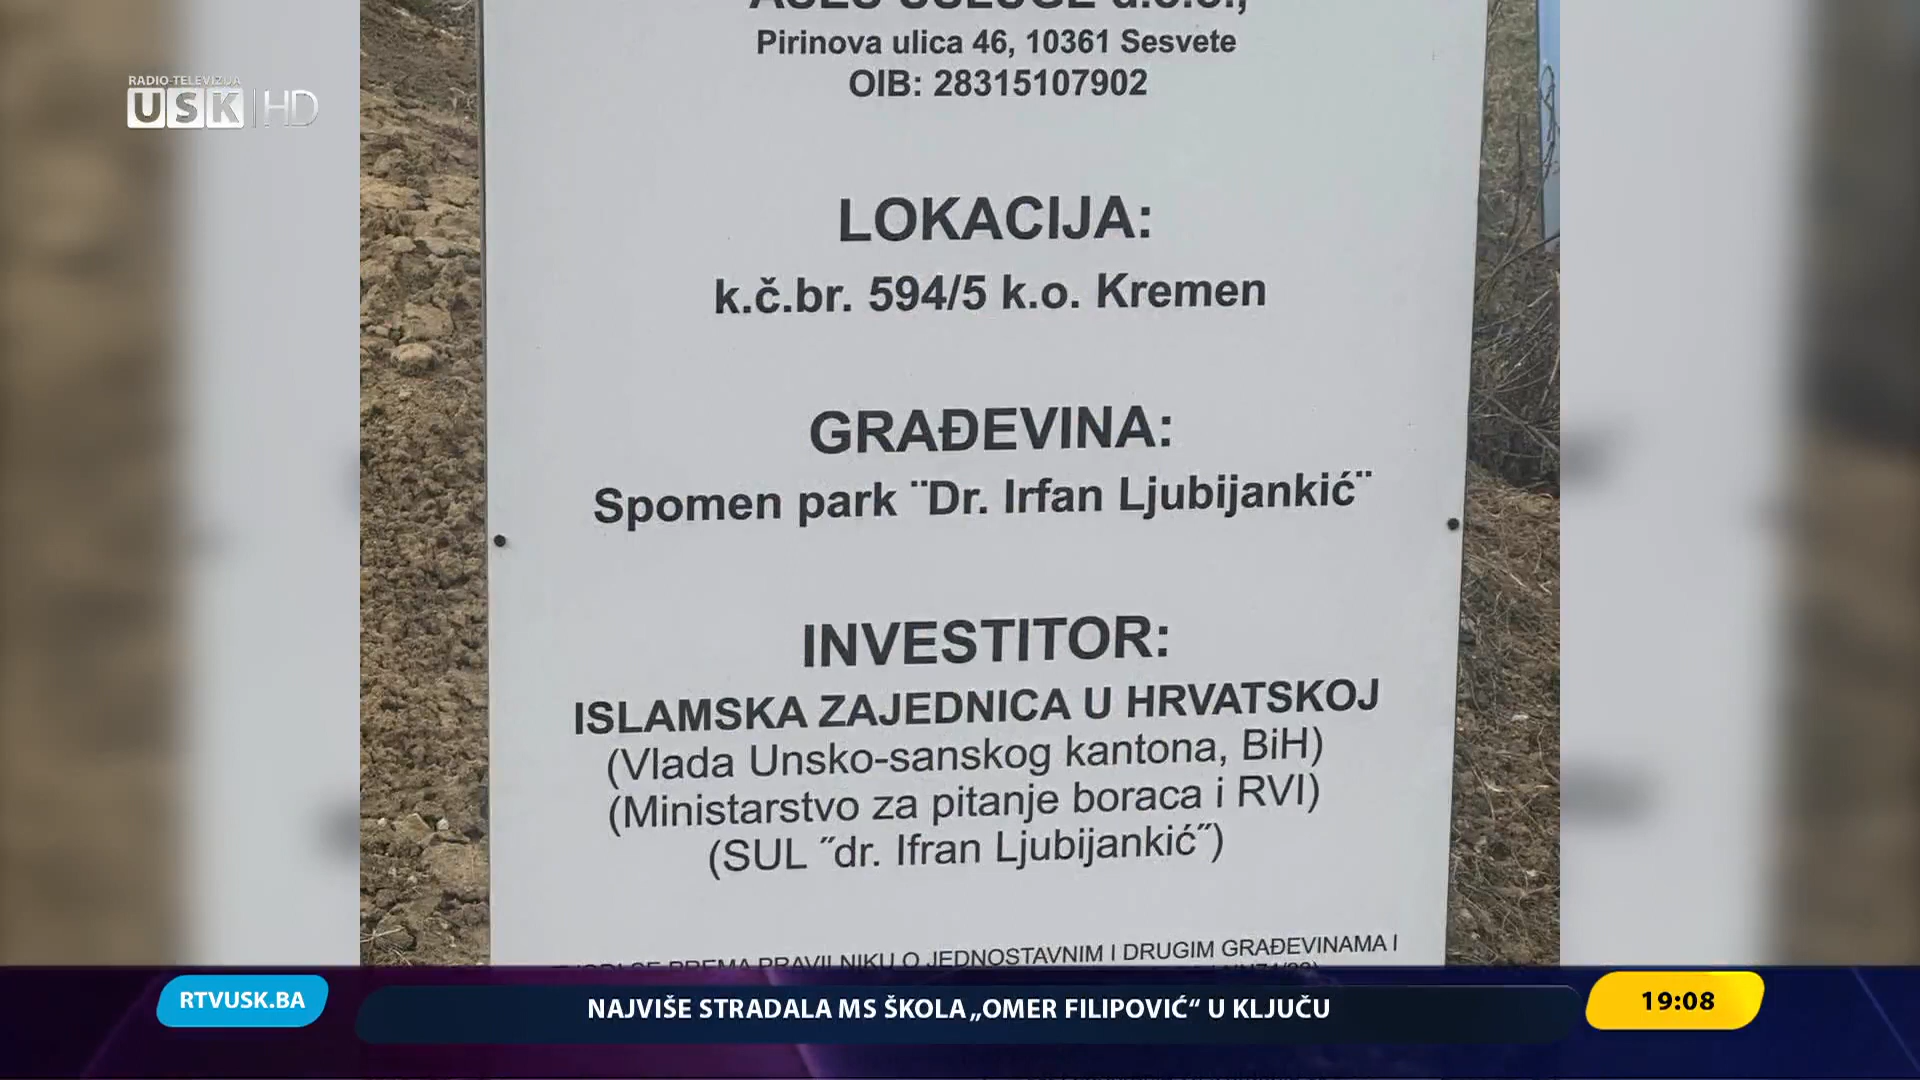 Pirinova ulica 46, 10361 Sesvete
OIB: 28315107902
RADIO-TELEVIZIJA
USK HD
LOKACIJA:
k.č.br. 594/5 k.o. Kremen
GRAĐEVINA:
Spomen park ¨Dr. Irfan Ljubijankić¨
INVESTITOR:
ISLAMSKA ZAJEDNICA U HRVATSKOJ
(Vlada Unsko-sanskog kantona, BiH)
(Ministarstvo za pitanje boraca i RVI)
(SUL ˝dr. Ifran Ljubijankić˝)
PREMA PRAVILNIKU O JEDNOSTAVNIM I DRUGIM GRAĐEVINAMA I
RTVUSK.BA
NAJVIŠE STRADALA MS ŠKOLA „OMER FILIPOVIĆ“ U KLJUČU
19:08